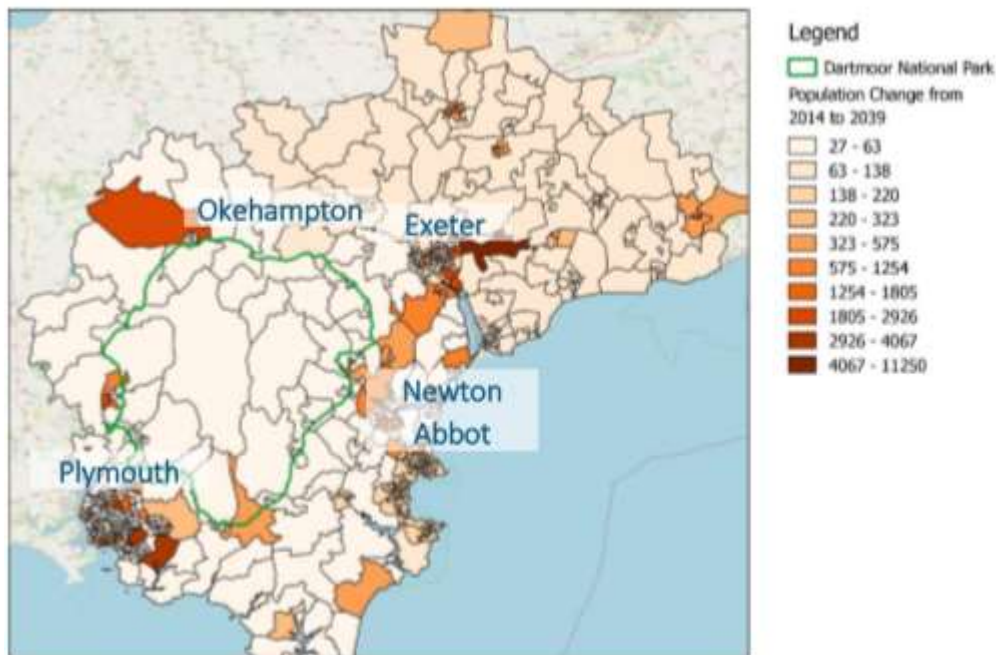 Legend
Dartmoor National Park
Population Change from
2014 to 2039
27 - 63
63 - 138
138 - 220
220 - 323
323 - 575
575 - 1254
1254 - 1805
1805 - 2926
2926 - 4067
4067 - 11250
Okehampton
Exeter
Newton
Abbot
Plymouth